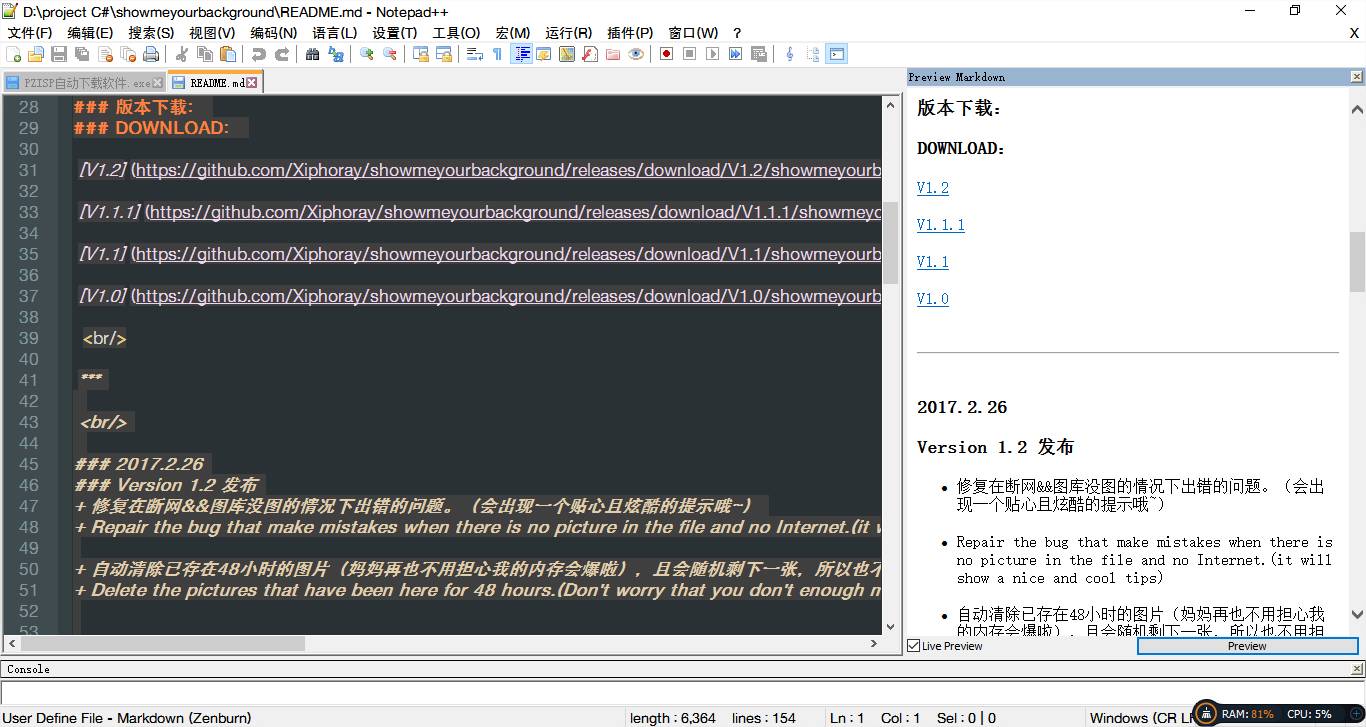 D:\project C#\showmeyourbackground\README.md - Notepad++
文件(F) 编辑(E) 搜索(S) 视图(V) 编码(N) 语言(L) 设置(T) 工具(O) 宏(M) 运行(R) 插件(P) 窗口(W) ? X
PZISP自动下载软件.exe README.md
28 ### 版本下载:
29 ### DOWNLOAD:
30
31 [V1.2] (https://github.com/Xiphoray/showmeyourbackground/releases/download/V1.2/showmeyourb
32
33 [V1.1.1] (https://github.com/Xiphoray/showmeyourbackground/releases/download/V1.1.1/showmeyo
34
35 [V1.1] (https://github.com/Xiphoray/showmeyourbackground/releases/download/V1.1/showmeyourb
36
37 [V1.0] (https://github.com/Xiphoray/showmeyourbackground/releases/download/V1.0/showmeyourb
38
39 <br/>
40
41 ***
42
43 <br/>
44
45 ### 2017.2.26
46 ### Version 1.2 发布
47 + 修复在断网&&图库没图的情况下出错的问题。（会出现一个贴心且炫酷的提示哦~）
48 + Repair the bug that make mistakes when there is no picture in the file and no Internet.(it w
49
50 + 自动清除已存在48小时的图片（妈妈再也不用担心我的内存会爆啦），且会随机剩下一张，所以也不
51 + Delete the pictures that have been here for 48 hours.(Don't worry that you don't enough m
52
53
Preview Markdown
版本下载:
DOWNLOAD:
V1.2
V1.1.1
V1.1
V1.0
2017.2.26
Version 1.2 发布
• 修复在断网&&图库没图的情况下出错的问题。（会出
现一个贴心且炫酷的提示哦~）
• Repair the bug that make mistakes when there is
no picture in the file and no Internet.(it will
show a nice and cool tips)
• 自动清除已存在48小时的图片（妈妈再也不用担心我
的内存会爆啦），且会随机剩下一张，所以也不用担
Live Preview Preview
Console
User Define File - Markdown (Zenburn) length : 6,364 lines : 154 Ln : 1 Col : 1 Sel : 0 | 0 Windows (CR L RAM: 81% CPU: 5%